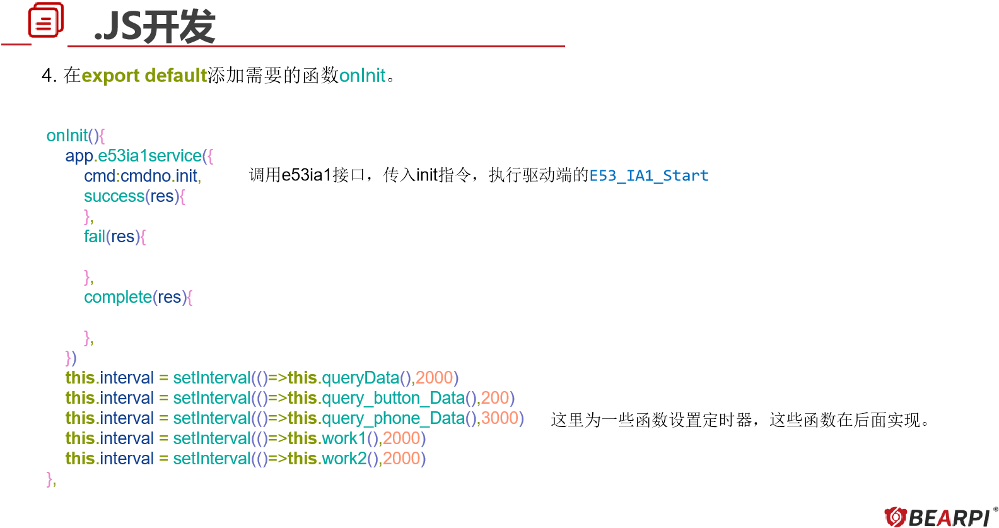 .JS开发
4. 在export default添加需要的函数onInit。
onInit(){
app.e53ia1service({
cmd:cmdno.init,
调用e53ia1接口，传入init指令，执行驱动端的E53_IA1_Start
success(res){
},
fail(res){
},
complete(res){
},
})
this.interval = setInterval(()=>this.queryData(),2000)
this.interval = setInterval(()=>this.query_button_Data(),200)
this.interval = setInterval(()=>this.query_phone_Data(),3000)
这里为一些函数设置定时器，这些函数在后面实现。
this.interval = setInterval(()=>this.work1(),2000)
this.interval = setInterval(()=>this.work2(),2000)
},
BEARPI®